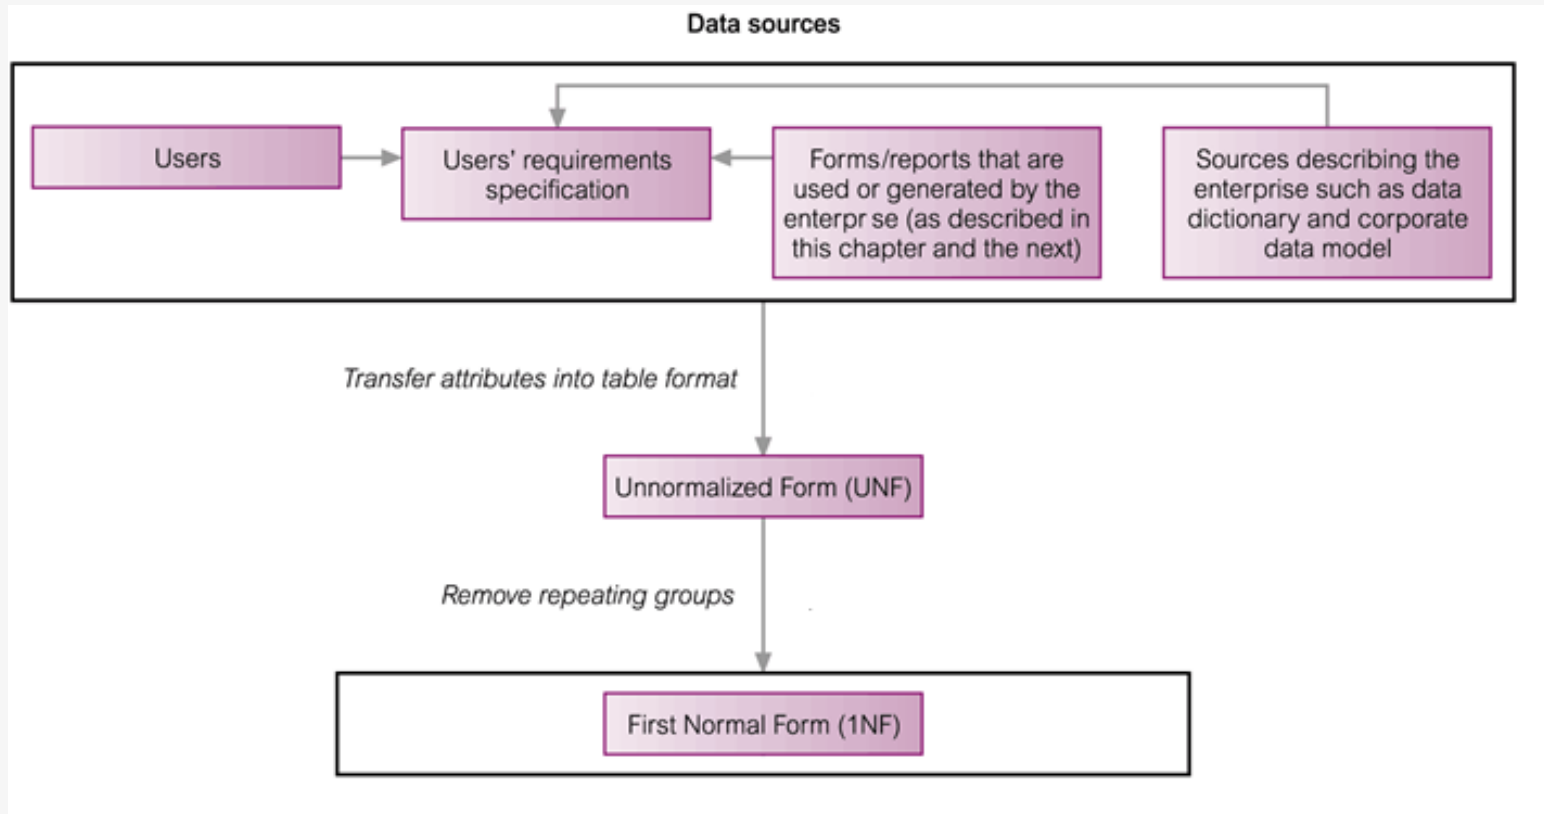 Data sources
Users
Users’ requirements
specification
Forms/reports that are
used or generated by the
enterpr se (as described in
this chapter and the next)
Sources describing the
enterprise such as data
dictionary and corporate
data model
Transfer attributes into table format
Unnormalized Form (UNF)
Remove repeating groups
First Normal Form (1NF)